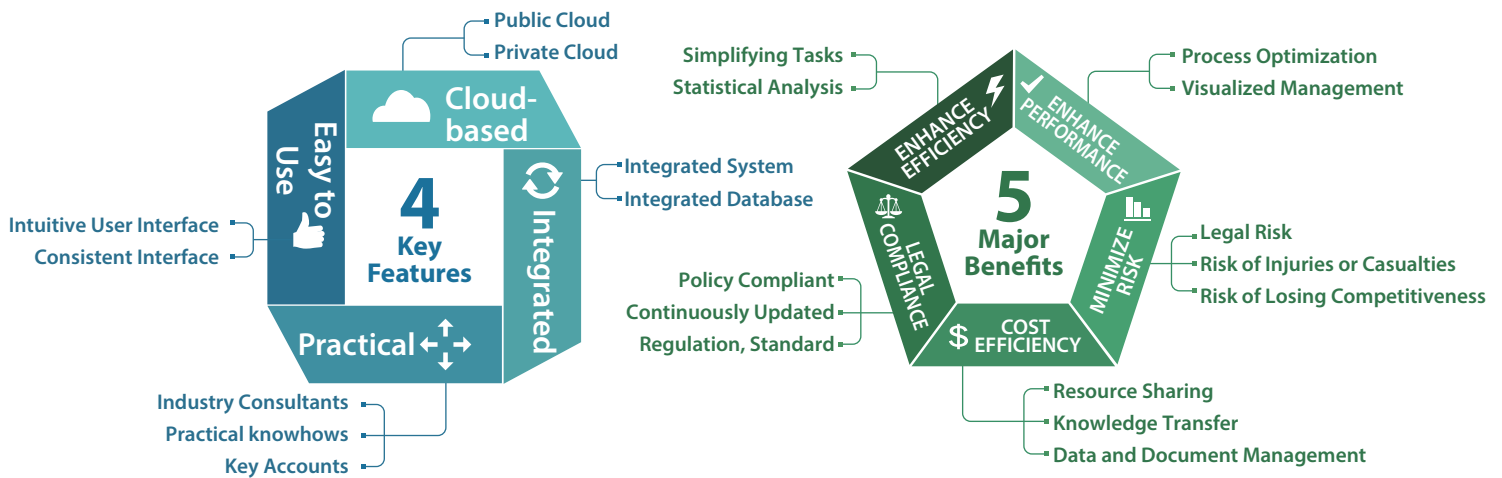 Public Cloud
Private Cloud
Cloud-
based
Easy to
Use
Intuitive User Interface
Consistent Interface
4
Key
Features
Integrated
Integrated System
Integrated Database
Practical
Industry Consultants
Practical knowhows
Key Accounts
Simplifying Tasks
Statistical Analysis
ENHANCE
EFFICIENCY
ENHANCE
PERFORMANCE
Process Optimization
Visualized Management
5
Major
Benefits
LEGAL
COMPLIANCE
Policy Compliant
Continuously Updated
Regulation, Standard
MINIMIZE
RISK
Legal Risk
Risk of Injuries or Casualties
Risk of Losing Competitiveness
$ COST
EFFICIENCY
Resource Sharing
Knowledge Transfer
Data and Document Management